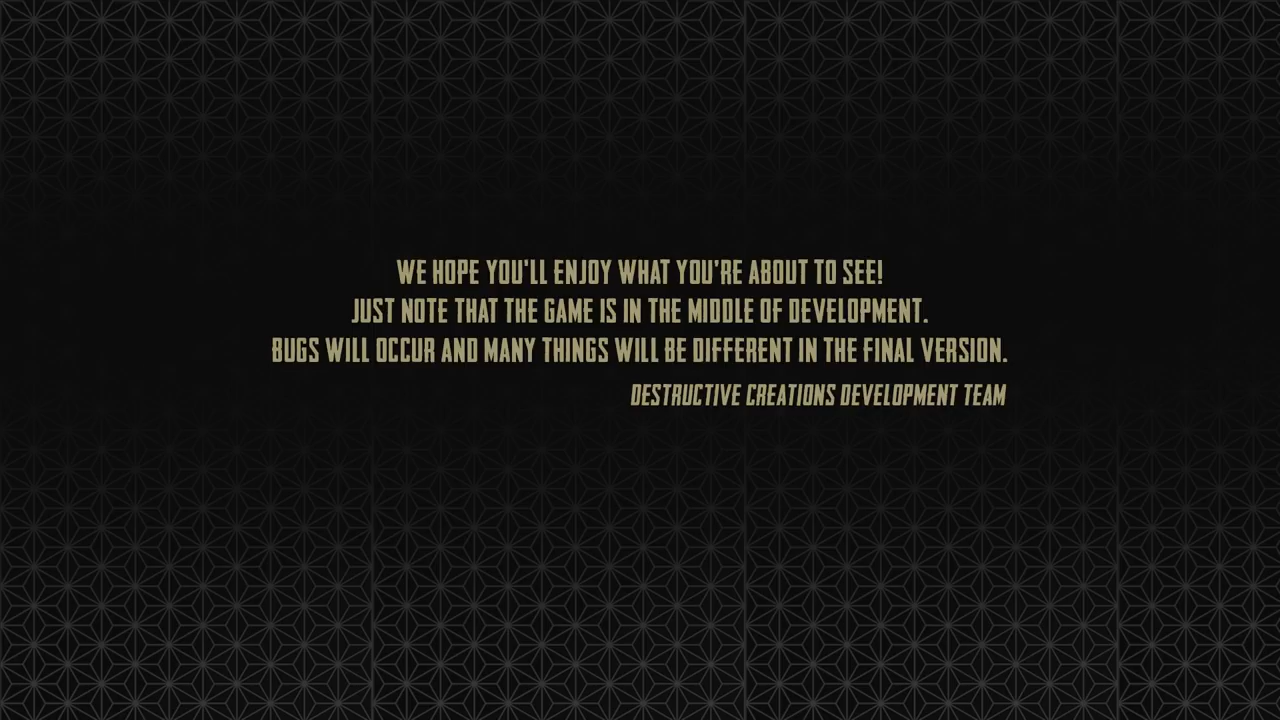 WE HOPE YOU'LL ENJOY WHAT YOU'RE ABOUT TO SEE!
JUST NOTE THAT THE GAME IS IN THE MIDDLE OF DEVELOPMENT.
BUGS WILL OCCUR AND MANY THINGS WILL BE DIFFERENT IN THE FINAL VERSION.
DESTRUCTIVE CREATIONS DEVELOPMENT TEAM